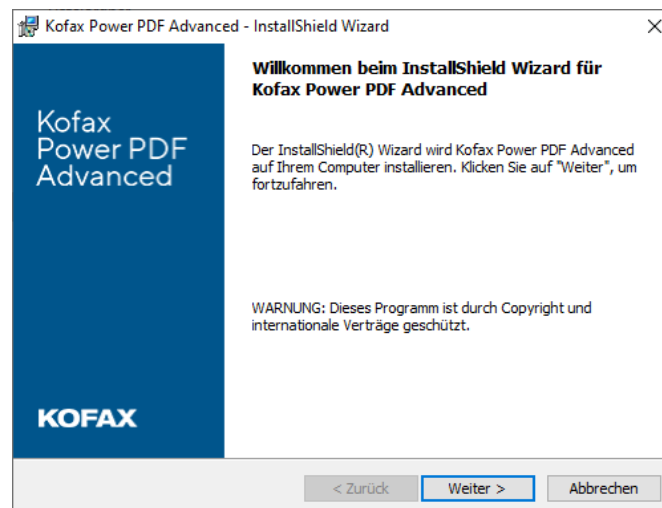 Kofax Power PDF Advanced - InstallShield Wizard
Willkommen beim InstallShield Wizard für
Kofax Power PDF Advanced
Kofax
Power PDF
Advanced
Der InstallShield(R) Wizard wird Kofax Power PDF Advanced
auf Ihrem Computer installieren. Klicken Sie auf "Weiter", um
fortzufahren.
WARNUNG: Dieses Programm ist durch Copyright und
internationale Verträge geschützt.
KOFAX
< Zurück
Weiter >
Abbrechen